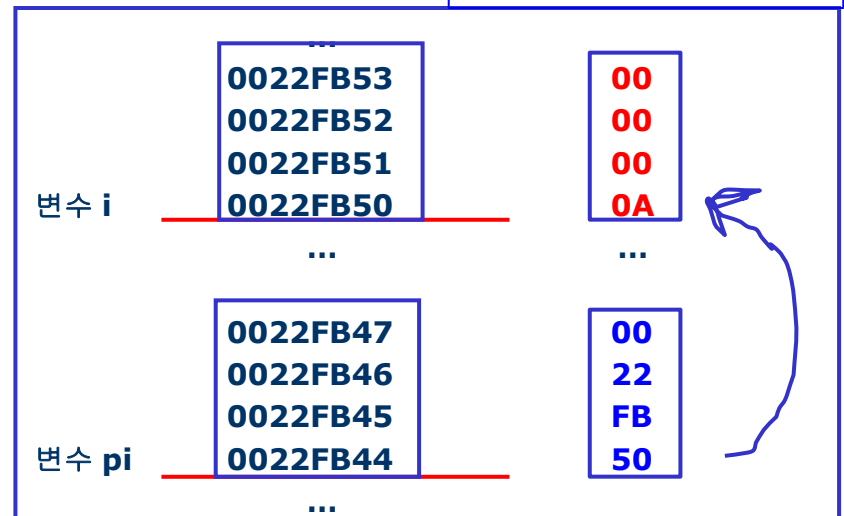 ...
0022FB53 00
0022FB52 00
0022FB51 00
변수 i 0022FB50 0A
... ...
0022FB47 00
0022FB46 22
0022FB45 FB
변수 pi 0022FB44 50
...